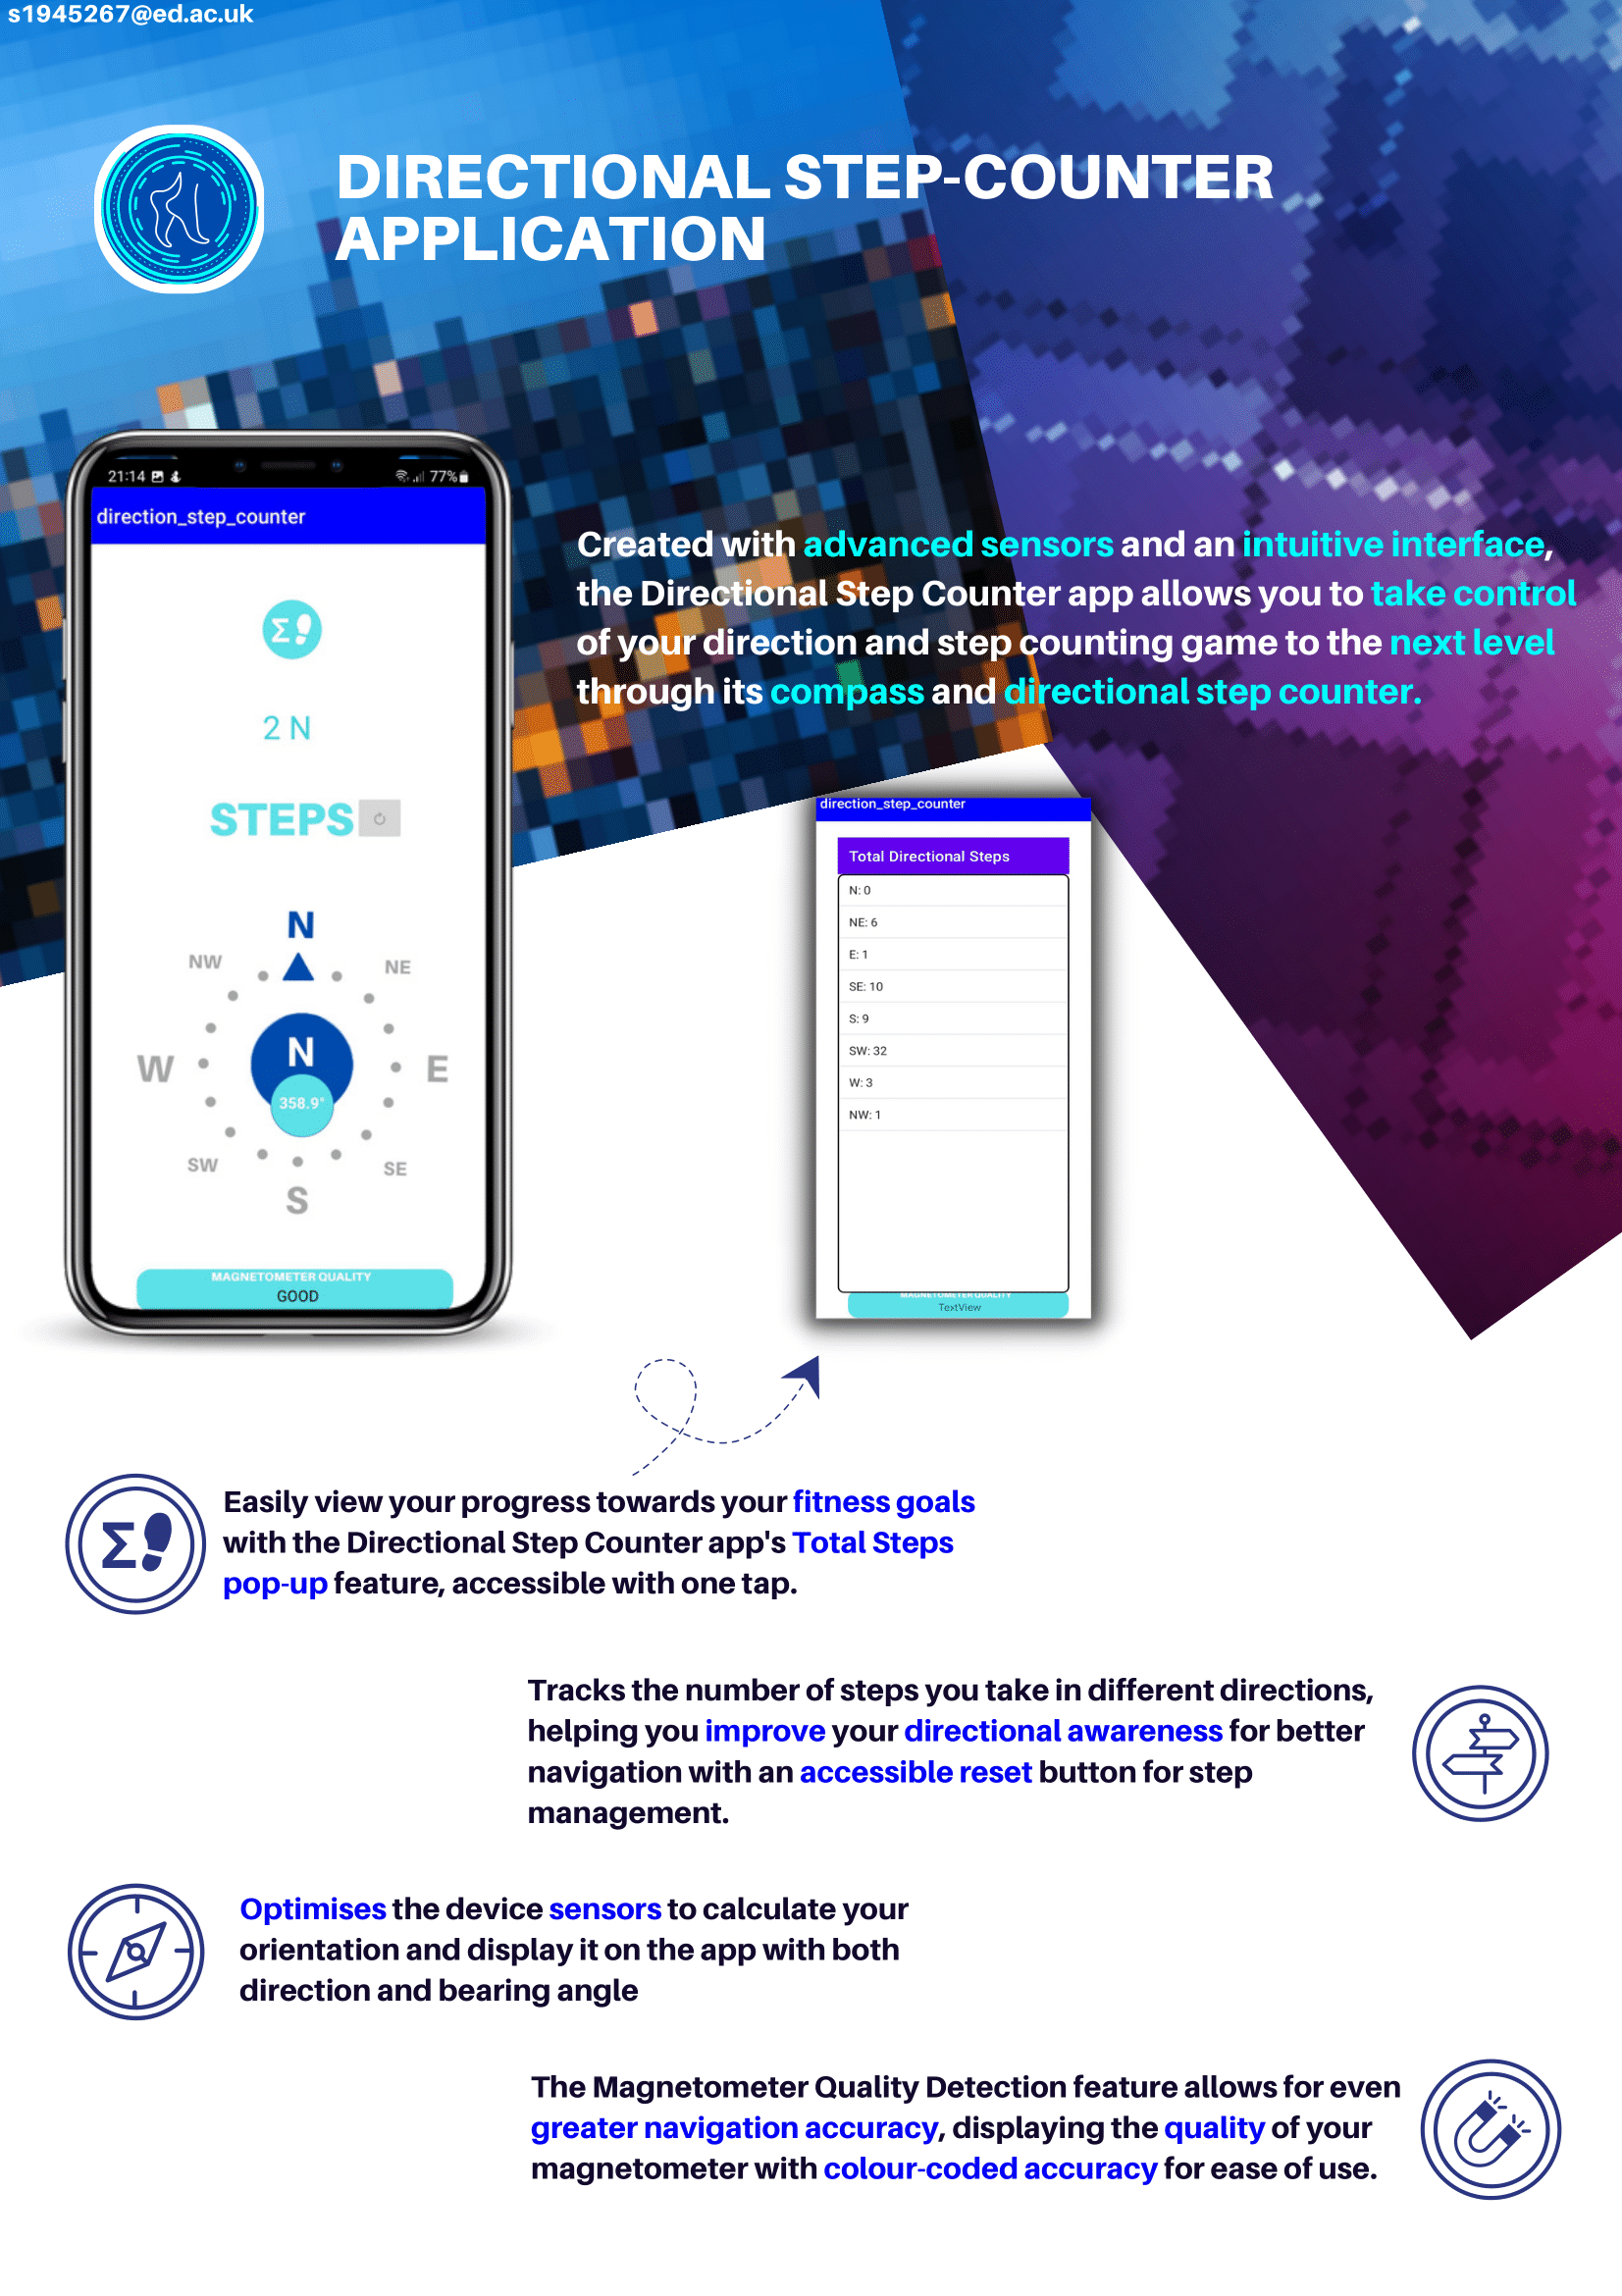 s1945267@ed.ac.uk
DIRECTIONAL STEP-COUNTER
APPLICATION
21:14
77%
direction_step_counter
Σ
2 N
STEPS
N
NW
NE
W
N
E
358.9°
SW
SE
S
MAGNETOMETER QUALITY
GOOD
Created with advanced sensors and an intuitive interface,
the Directional Step Counter app allows you to take control
of your direction and step counting game to the next level
through its compass and directional step counter.
direction_step_counter
Total Directional Steps
N: 0
NE: 6
E: 1
SE: 10
S: 9
SW: 32
W: 3
NW: 1
MAGNETOMETER QUALITY
TextView
Σ
Easily view your progress towards your fitness goals
with the Directional Step Counter app's Total Steps
pop-up feature, accessible with one tap.
Tracks the number of steps you take in different directions,
helping you improve your directional awareness for better
navigation with an accessible reset button for step
management.
Optimises the device sensors to calculate your
orientation and display it on the app with both
direction and bearing angle
The Magnetometer Quality Detection feature allows for even
greater navigation accuracy, displaying the quality of your
magnetometer with colour-coded accuracy for ease of use.